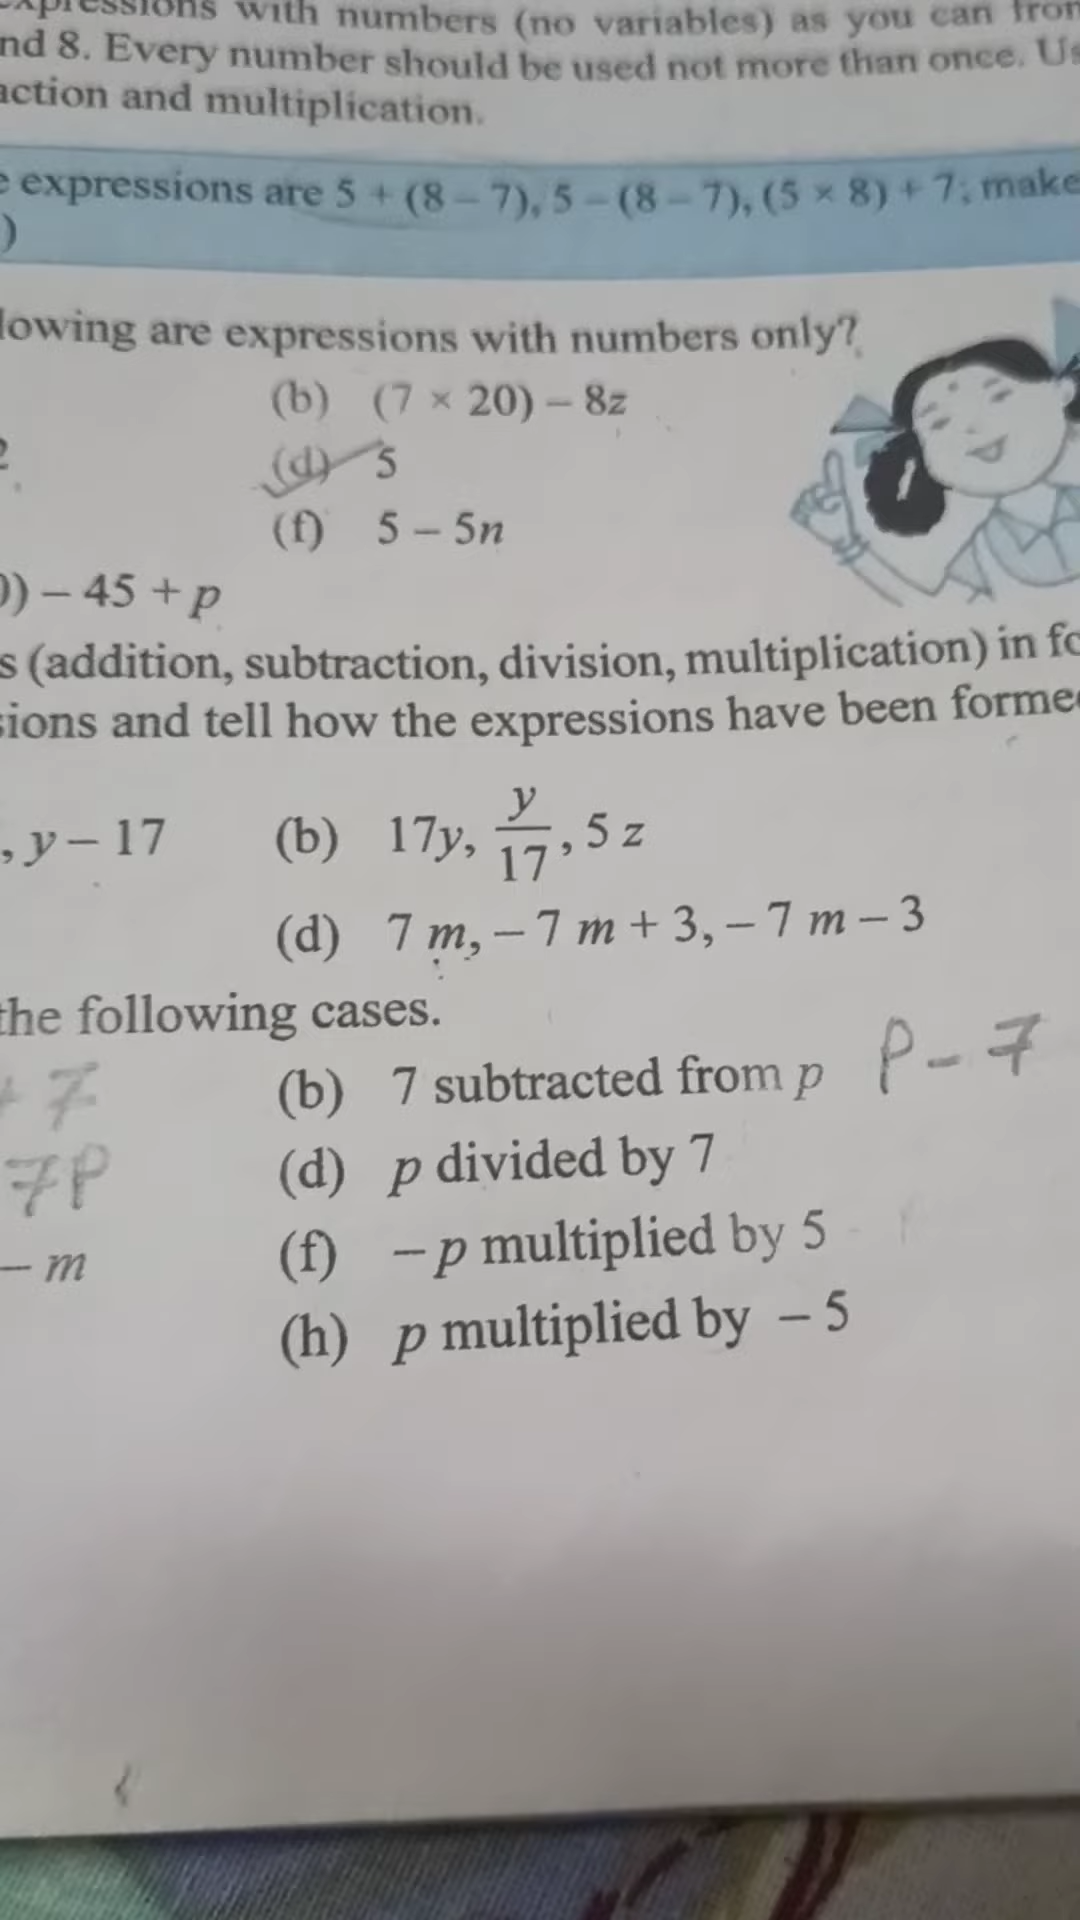 expressions with numbers (no variables) as you can from
nd 8. Every number should be used not more than once. Us
action and multiplication.
e expressions are 5 + (8 – 7), 5 – (8 – 7), (5 × 8) + 7; make
)
lowing are expressions with numbers only?
(b) (7 × 20) – 8z
(d) 5
(f) 5 – 5n
0) – 45 + p
s (addition, subtraction, division, multiplication) in fo
sions and tell how the expressions have been forme
, y – 17 (b) 17y, y/17, 5 z
(d) 7 m, – 7 m + 3, – 7 m – 3
the following cases.
+ 7 (b) 7 subtracted from p P - 7
7P (d) p divided by 7
– m (f) – p multiplied by 5
(h) p multiplied by – 5